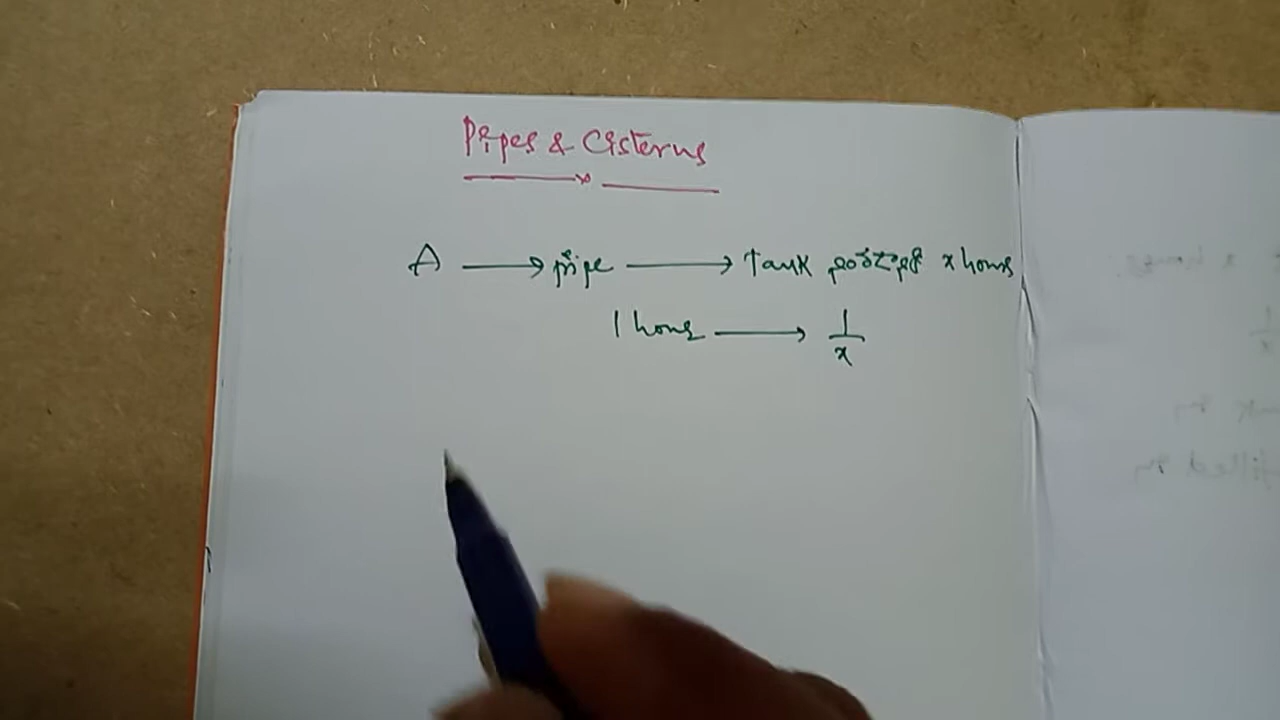 Pipes & Cisterns
A → pipe → Tank x hours
1 hour → 1/x